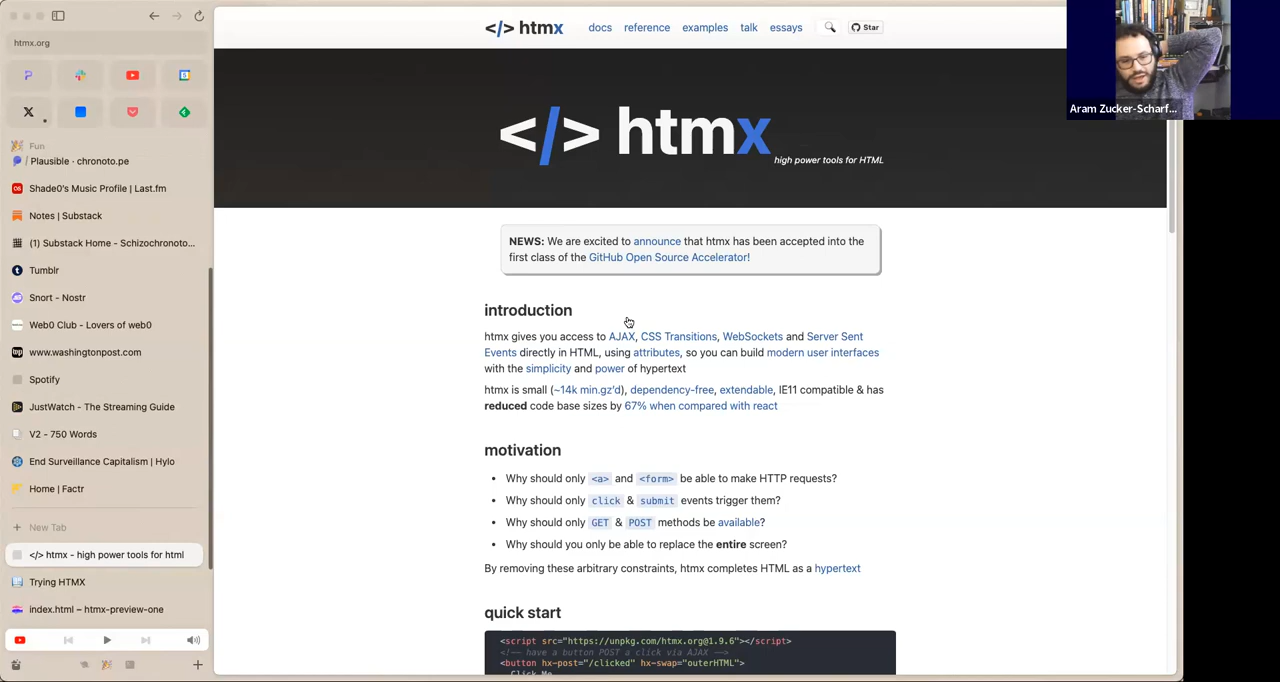 htmx.org
Fun
/ Plausible · chronoto.pe
Shade0's Music Profile | Last.fm
Notes | Substack
(1) Substack Home - Schizochronoto...
Tumblr
Snort - Nostr
Web0 Club - Lovers of web0
www.washingtonpost.com
Spotify
JustWatch - The Streaming Guide
V2 - 750 Words
End Surveillance Capitalism | Hylo
Home | Factr
+ New Tab
</> htmx - high power tools for html
Trying HTMX
index.html – htmx-preview-one
</> htmx docs reference examples talk essays Star
</> htmx
high power tools for HTML
NEWS: We are excited to announce that htmx has been accepted into the
first class of the GitHub Open Source Accelerator!
introduction
htmx gives you access to AJAX, CSS Transitions, WebSockets and Server Sent
Events directly in HTML, using attributes, so you can build modern user interfaces
with the simplicity and power of hypertext
htmx is small (~14k min.gz'd), dependency-free, extendable, IE11 compatible & has
reduced code base sizes by 67% when compared with react
motivation
• Why should only <a> and <form> be able to make HTTP requests?
• Why should only click & submit events trigger them?
• Why should only GET & POST methods be available?
• Why should you only be able to replace the entire screen?
By removing these arbitrary constraints, htmx completes HTML as a hypertext
quick start
<script src="https://unpkg.com/htmx.org@1.9.6"></script>
<!-- have a button POST a click via AJAX -->
<button hx-post="/clicked" hx-swap="outerHTML">
Click Me
Aram Zucker-Scharf...